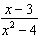 x − 3
x² − 4